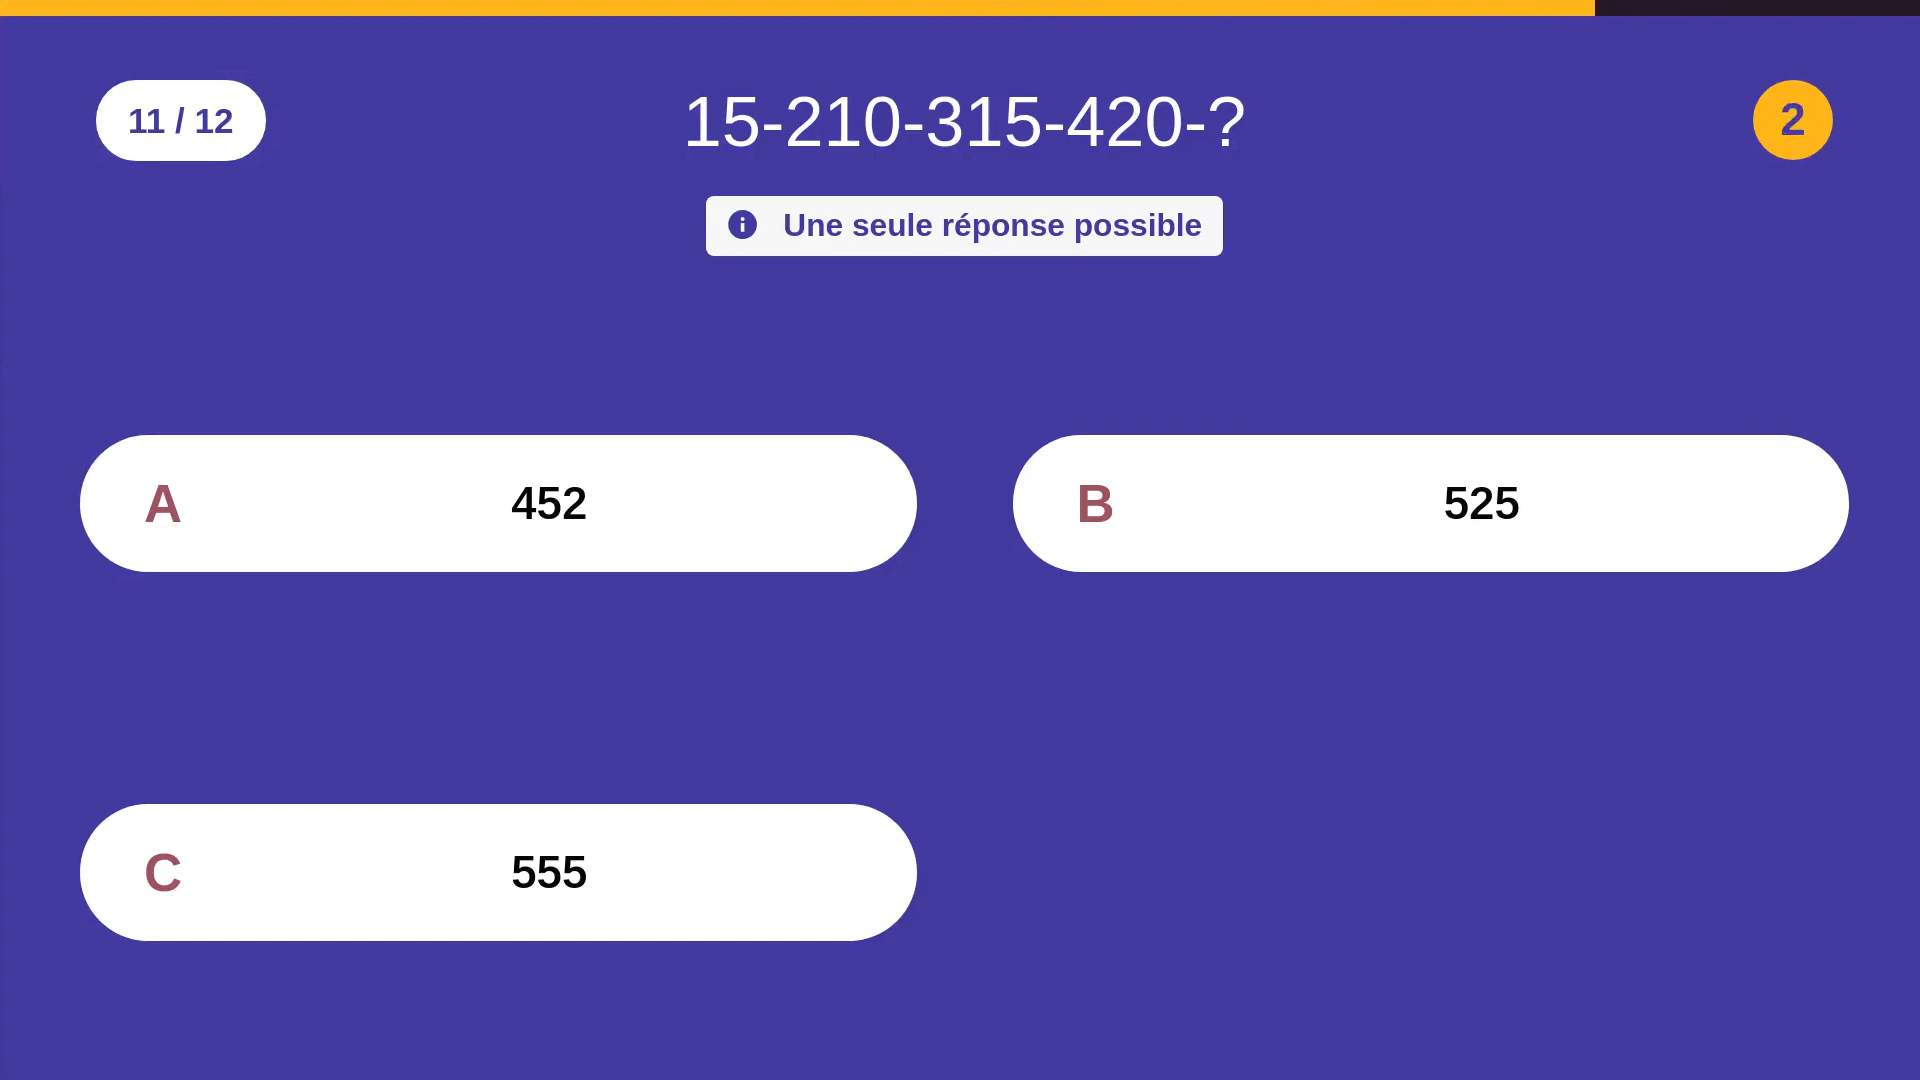 11 / 12
15-210-315-420-?
2
Une seule réponse possible
A 452
B 525
C 555